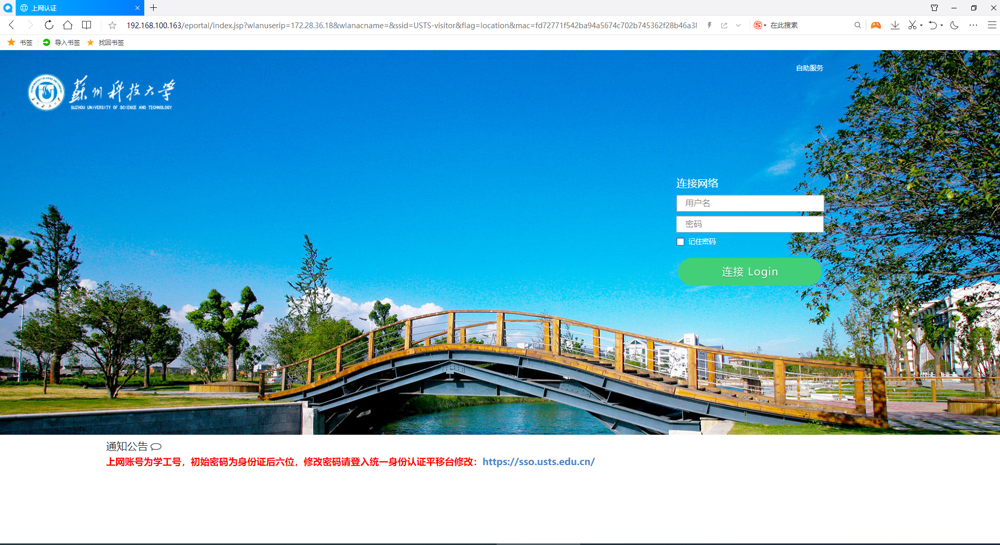 上网认证
192.168.100.163/eportal/index.jsp?wlanuserip=172.28.36.18&wlanacname=&ssid=USTS-visitor&flag=location&mac=fd72771f542ba94a5674c702b745362f28b46a38
在此搜索
书签 导入书签 找回书签
自助服务
蘇州科技大学
SUZHOU UNIVERSITY OF SCIENCE AND TECHNOLOGY
连接网络
用户名
密码
记住密码
连接 Login
通知公告
上网账号为学工号，初始密码为身份证后六位，修改密码请登入统一身份认证平移台修改：https://sso.usts.edu.cn/